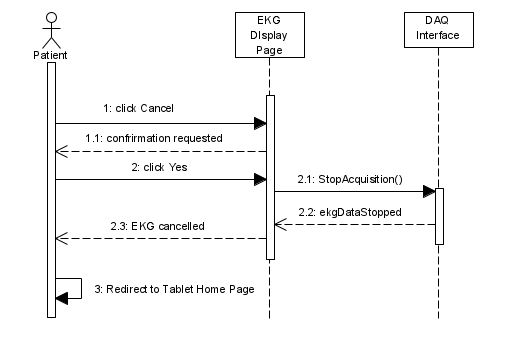 EKG
DIsplay
Page
DAQ
Interface
Patient
1: click Cancel
1.1: confrirmation requested
2: click Yes
2.1: StopAcquisition()
2.2: ekgDataStopped
2.3: EKG cancelled
3: Redirect to Tablet Home Page